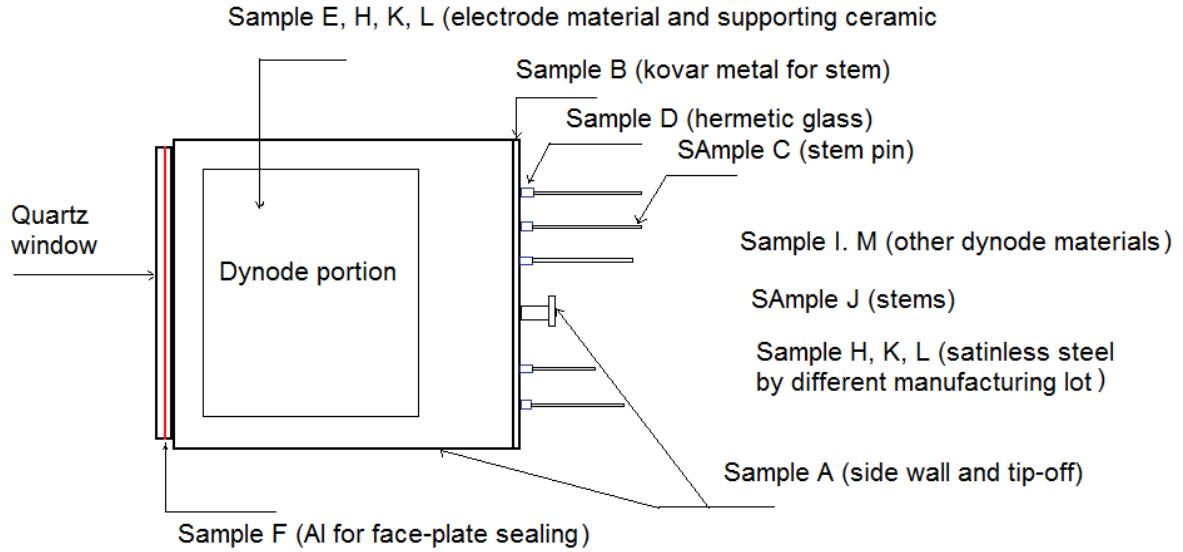 Sample E, H, K, L (electrode material and supporting ceramic
Sample B (kovar metal for stem)
Sample D (hermetic glass)
SAmple C (stem pin)
Quartz
window
Dynode portion
Sample I. M (other dynode materials)
SAmple J (stems)
Sample H, K, L (satinless steel
by different manufacturing lot)
Sample A (side wall and tip-off)
Sample F (Al for face-plate sealing)